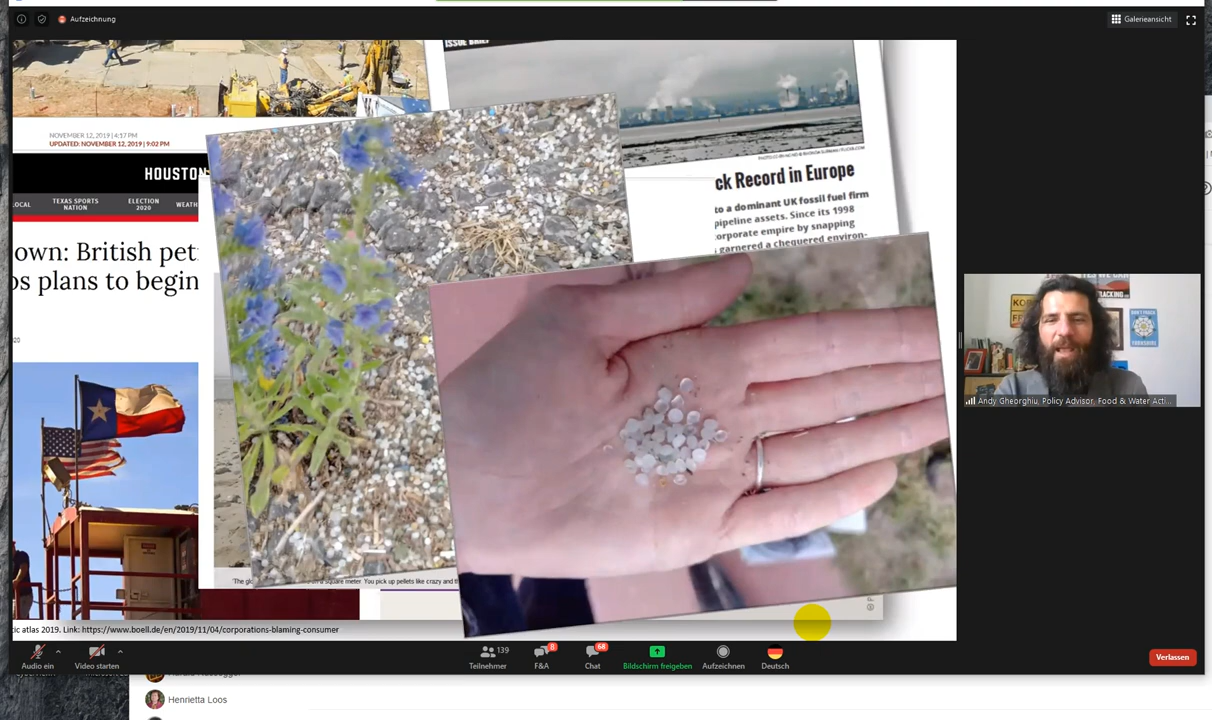 Aufzeichnung
Galerieansicht
ISSUE BRIEF
NOVEMBER 12, 2019 | 4:17 PM
UPDATED: NOVEMBER 12, 2019 | 9:02 PM
HOUSTON
LOCAL
TEXAS SPORTS
NATION
ELECTION
2020
WEATH
own: British pet
os plans to begin
ck Record in Europe
to a dominant UK fossil fuel firm
pipeline assets. Since its 1998
corporate empire by snapping
garnered a chequered environ-
DON'T FRACK
YORKSHIRE
Andy Gheorghiu, Policy Advisor, Food & Water Acti...
a square meter. You pick up pellets like crazy and th
tic atlas 2019. Link: https://www.boell.de/en/2019/11/04/corporations-blaming-consumer
Audio ein
Video starten
139
Teilnehmer
8
F&A
68
Chat
Bildschirm freigeben
Aufzeichnen
Deutsch
Verlassen
Henrietta Loos